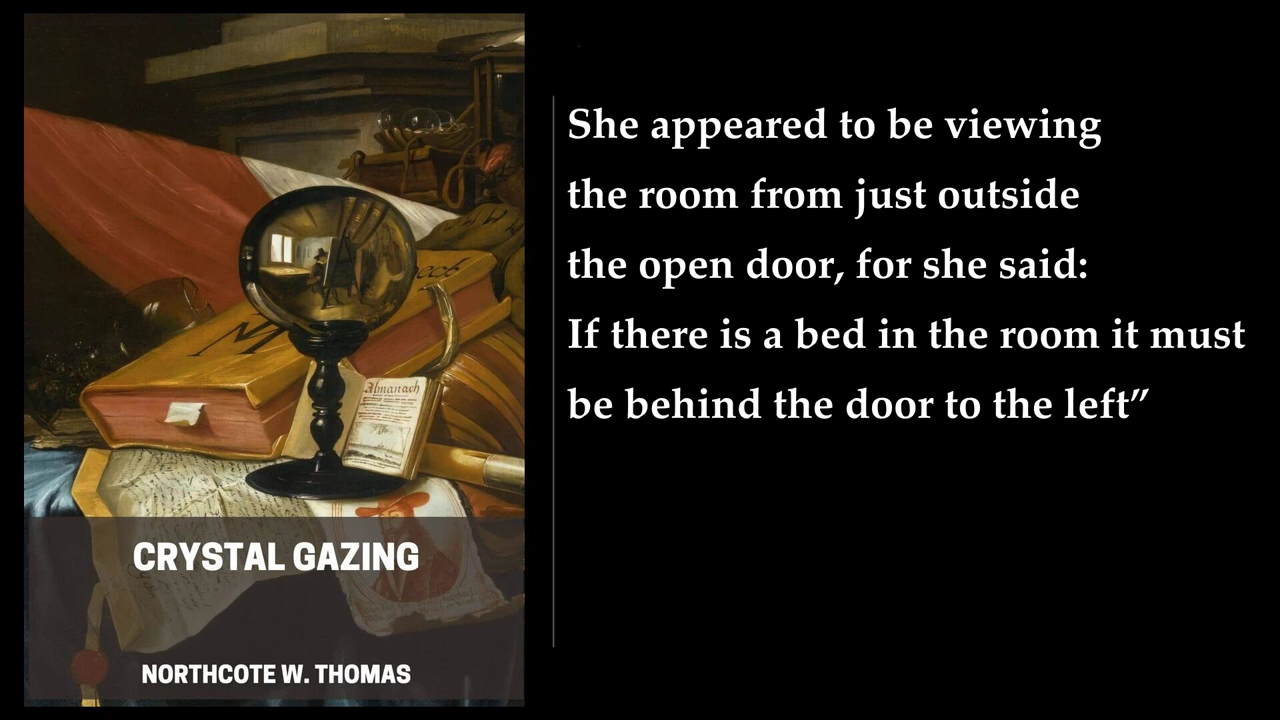 She appeared to be viewing
the room from just outside
the open door, for she said:
If there is a bed in the room it must
be behind the door to the left”
M
Almanach
CRYSTAL GAZING
NORTHCOTE W. THOMAS